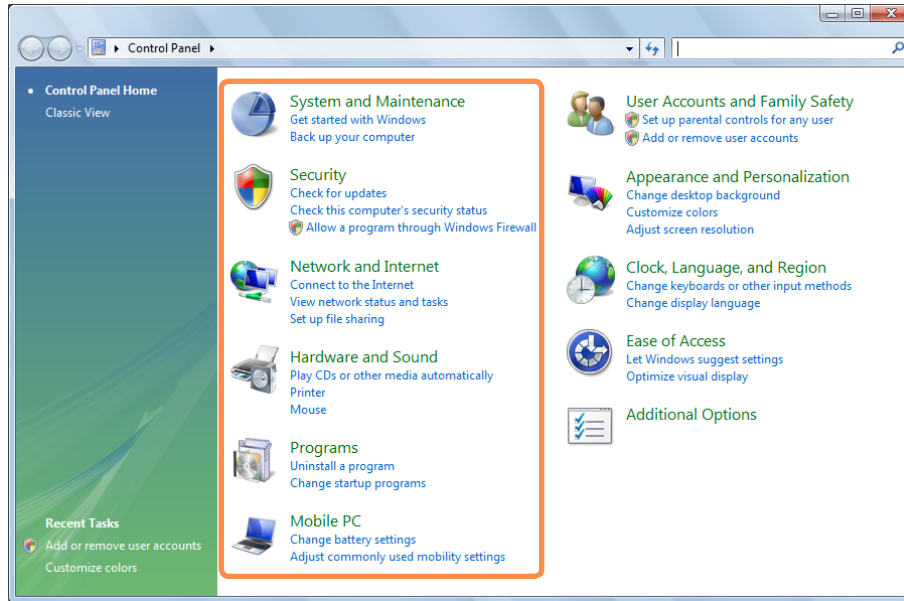 Control Panel
Control Panel Home
Classic View
System and Maintenance
Get started with Windows
Back up your computer
Security
Check for updates
Check this computer's security status
Allow a program through Windows Firewall
Network and Internet
Connect to the Internet
View network status and tasks
Set up file sharing
Hardware and Sound
Play CDs or other media automatically
Printer
Mouse
Programs
Uninstall a program
Change startup programs
Mobile PC
Change battery settings
Adjust commonly used mobility settings
User Accounts and Family Safety
Set up parental controls for any user
Add or remove user accounts
Appearance and Personalization
Change desktop background
Customize colors
Adjust screen resolution
Clock, Language, and Region
Change keyboards or other input methods
Change display language
Ease of Access
Let Windows suggest settings
Optimize visual display
Additional Options
Recent Tasks
Add or remove user accounts
Customize colors